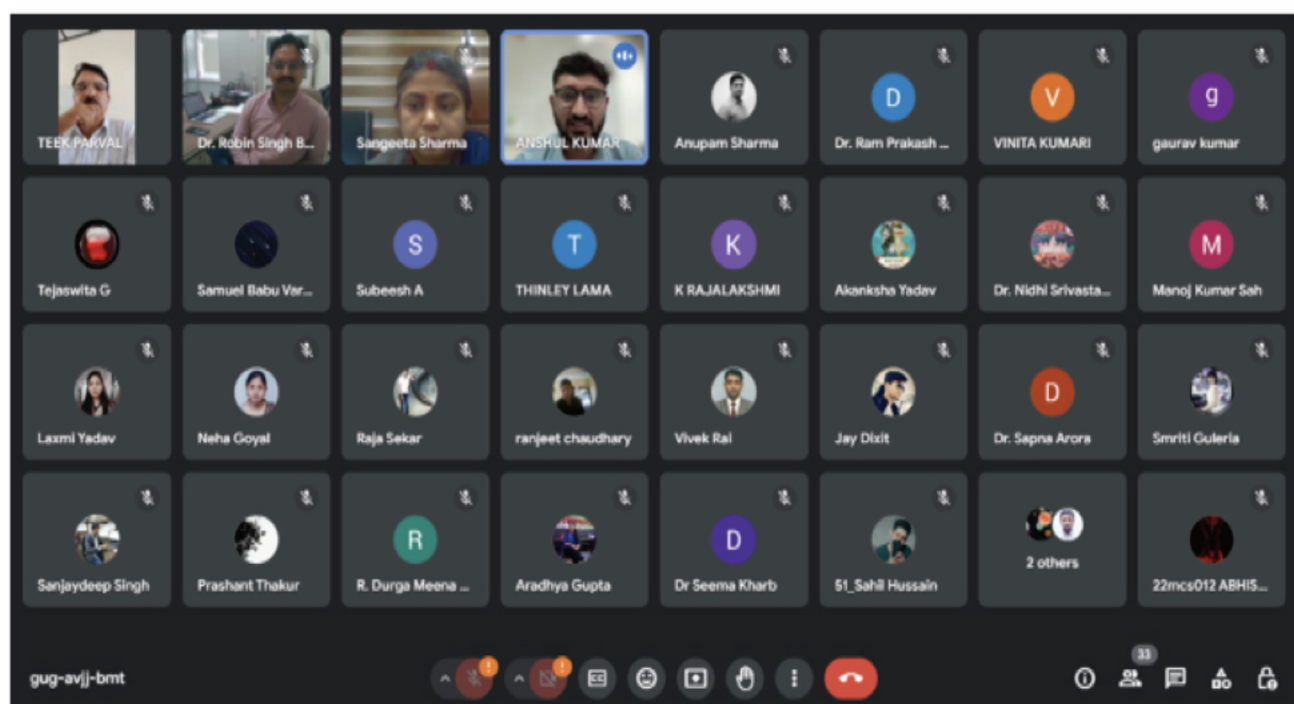 TEEK PARVAL
Dr. Robin Singh B...
Sangeeta Sharma
ANSHUL KUMAR
Anupam Sharma
D
Dr. Ram Prakash ...
V
VINITA KUMARI
g
gaurav kumar
Tejaswita G
Samuel Babu Var...
S
Subeesh A
T
THINLEY LAMA
K
K RAJALAKSHMI
Akanksha Yadav
Dr. Nidhi Srivasta...
M
Manoj Kumar Sah
Laxmi Yadav
Neha Goyal
Raja Sekar
ranjeet chaudhary
Vivek Rai
Jay Dixit
D
Dr. Sapna Arora
Smriti Guleria
Sanjaydeep Singh
Prashant Thakur
R
R. Durga Meena ...
Aradhya Gupta
D
Dr Seema Kharb
51_Sahil Hussain
2 others
22mcs012 ABHIS...
gug-avjj-bmt
33